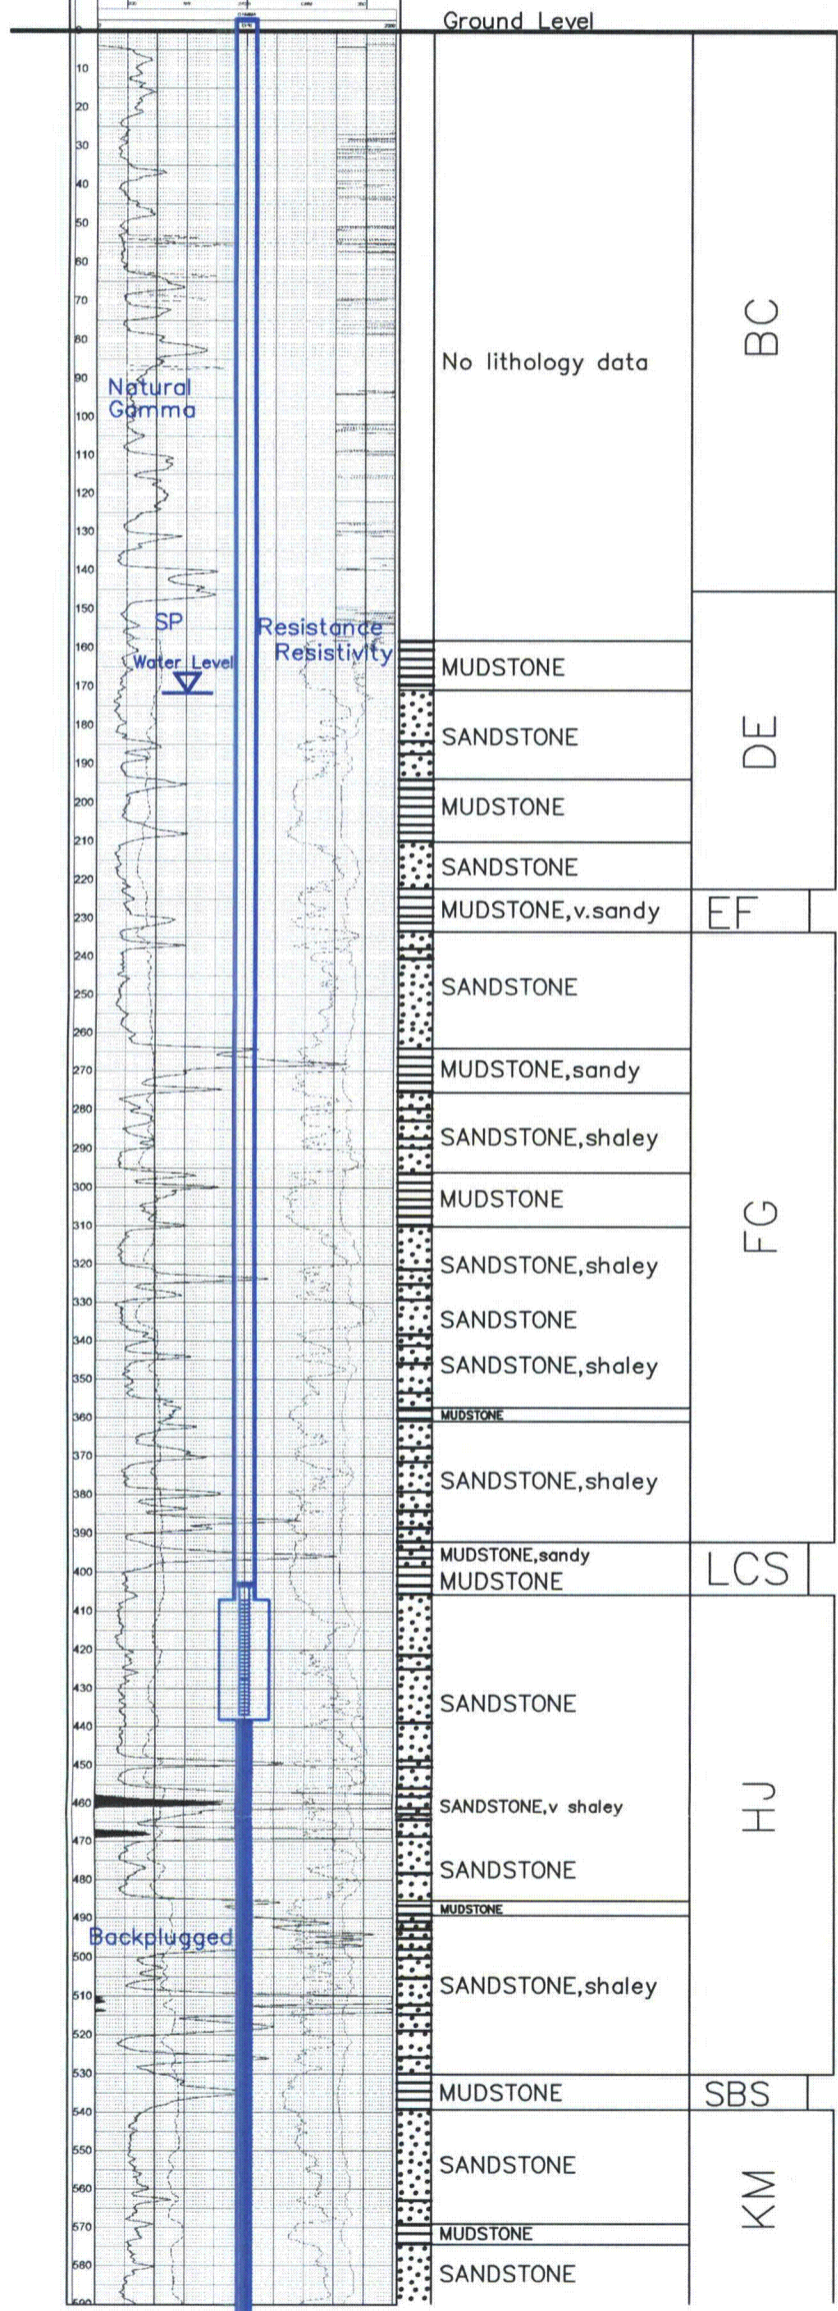 Ground Level
0
10
20
30
40
50
60
70
80
90
100
110
120
130
140
150
160
170
180
190
200
210
220
230
240
250
260
270
280
290
300
310
320
330
340
350
360
370
380
390
400
410
420
430
440
450
460
470
480
490
500
510
520
530
540
550
560
570
580
590
Natural
Gamma
SP
Resistance
Resistivity
Water Level
Backplugged
No lithology data
MUDSTONE
SANDSTONE
MUDSTONE
SANDSTONE
MUDSTONE,v.sandy
SANDSTONE
MUDSTONE,sandy
SANDSTONE,shaley
MUDSTONE
SANDSTONE,shaley
SANDSTONE
SANDSTONE,shaley
MUDSTONE
SANDSTONE,shaley
MUDSTONE,sandy
MUDSTONE
SANDSTONE
SANDSTONE,v shaley
SANDSTONE
MUDSTONE
SANDSTONE,shaley
MUDSTONE
SANDSTONE
MUDSTONE
SANDSTONE
BC
DE
EF
FG
LCS
HJ
SBS
KM